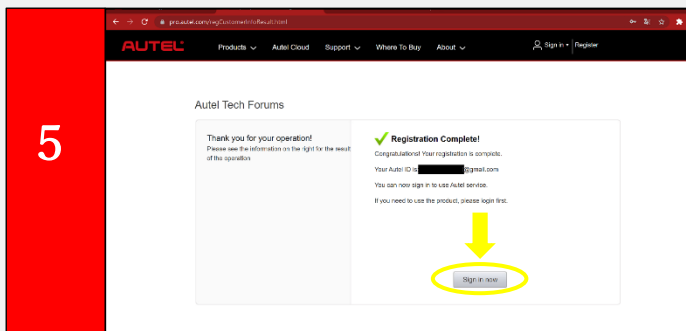 5
pro.autel.com/regCustomerInfoResult.html
AUTEL Products Autel Cloud Support Where To Buy About Sign in Register
Autel Tech Forums
Thank you for your operation!
Please see the information on the right for the result
of the operation
Registration Complete!
Congratulations! Your registration is complete.
Your Autel ID is: @gmail.com
You can now sign in to use Autel service.
If you need to use the product, please login first.
Sign in now